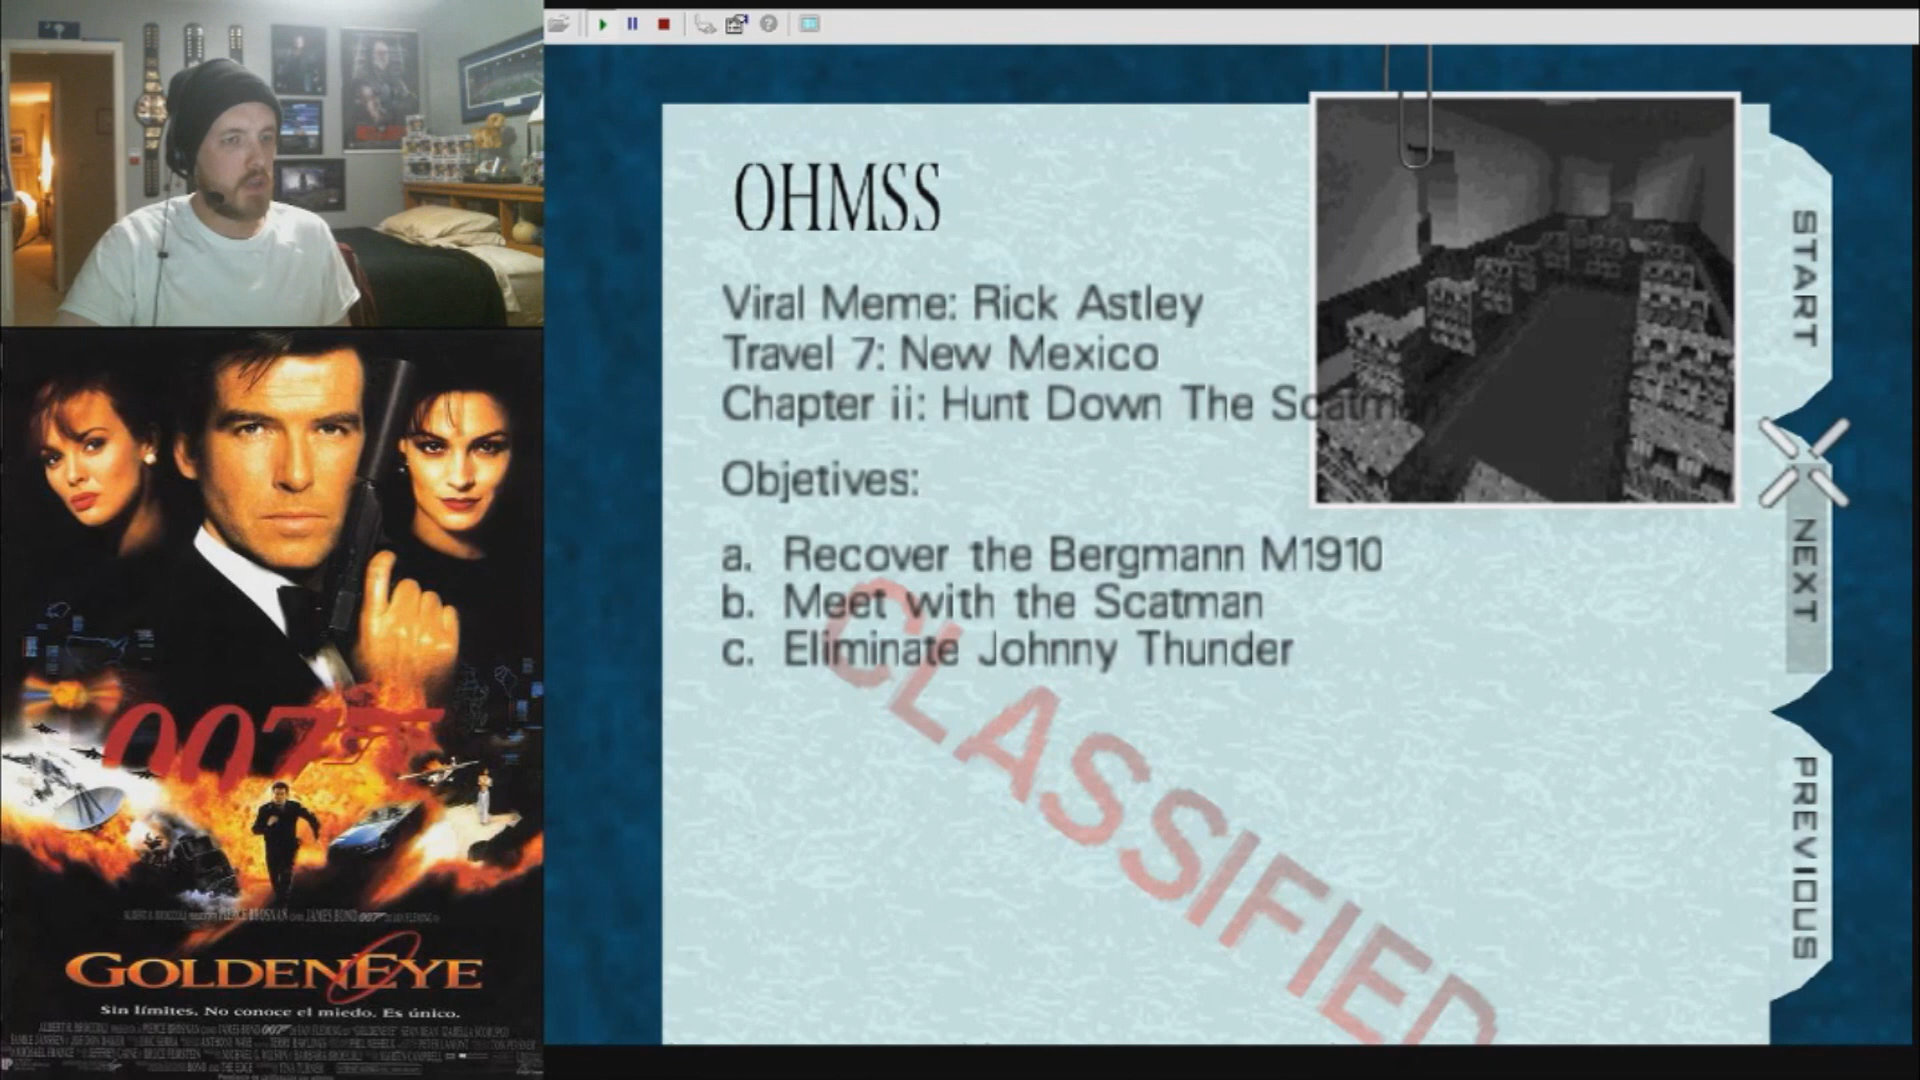 OHMSS
Viral Meme: Rick Astley
Travel 7: New Mexico
Chapter ii: Hunt Down The Scatman
Objetives:
a. Recover the Bergmann M1910
b. Meet with the Scatman
c. Eliminate Johnny Thunder
CLASSIFIED
START
NEXT
PREVIOUS
007
GOLDENEYE
Sin límites. No conoce el miedo. Es único.